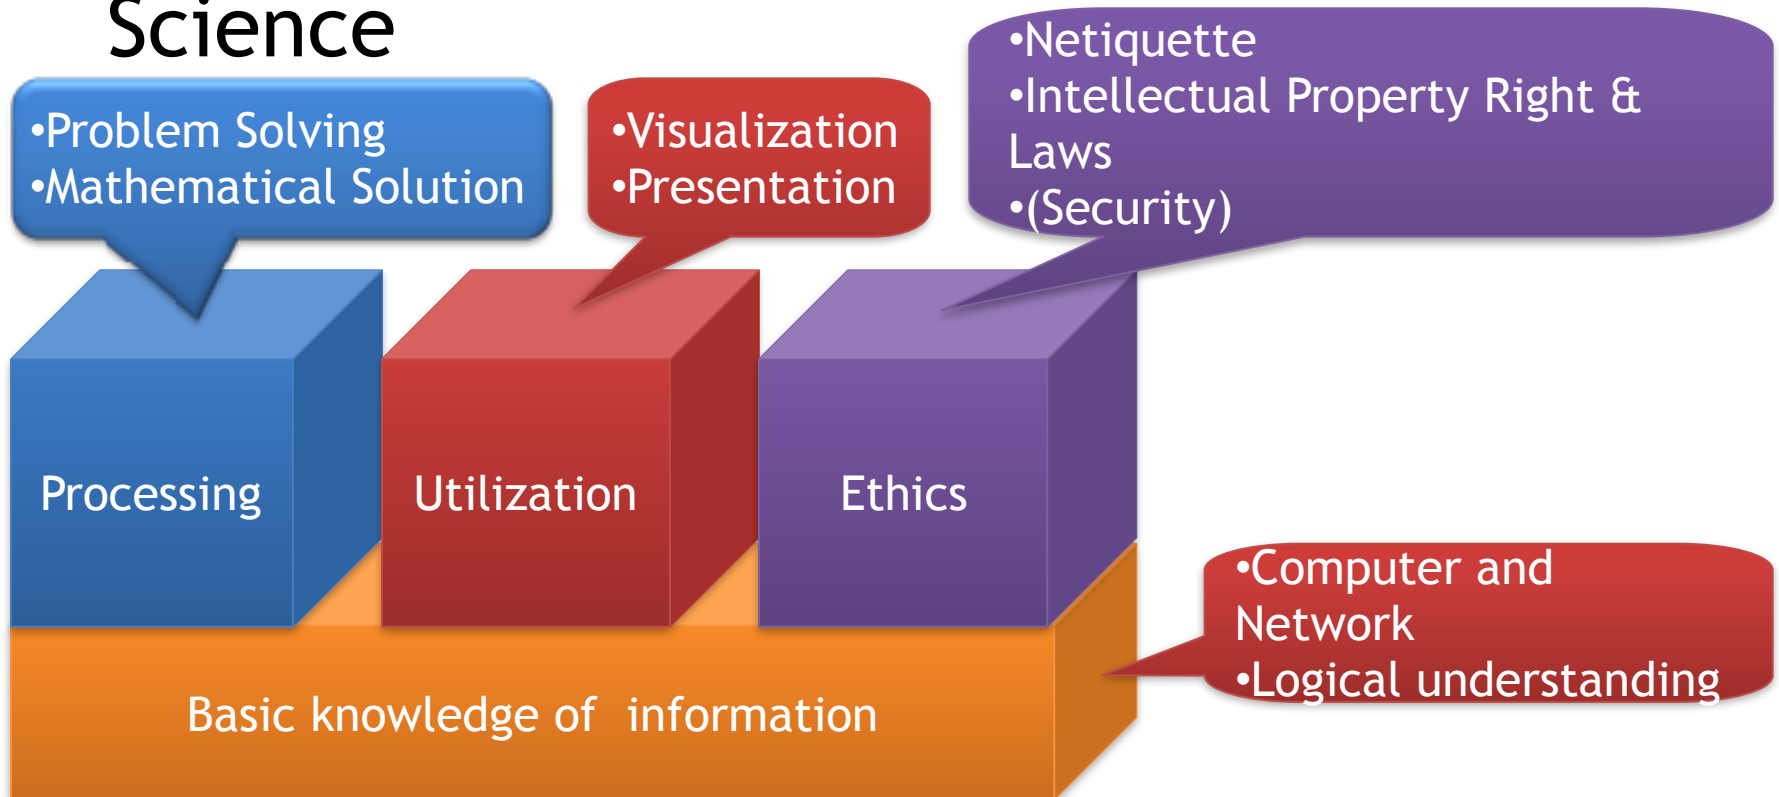 Science
•Problem Solving
•Mathematical Solution
•Visualization
•Presentation
•Netiquette
•Intellectual Property Right &
Laws
•(Security)
Processing
Utilization
Ethics
•Computer and
Network
•Logical understanding
Basic knowledge of  information